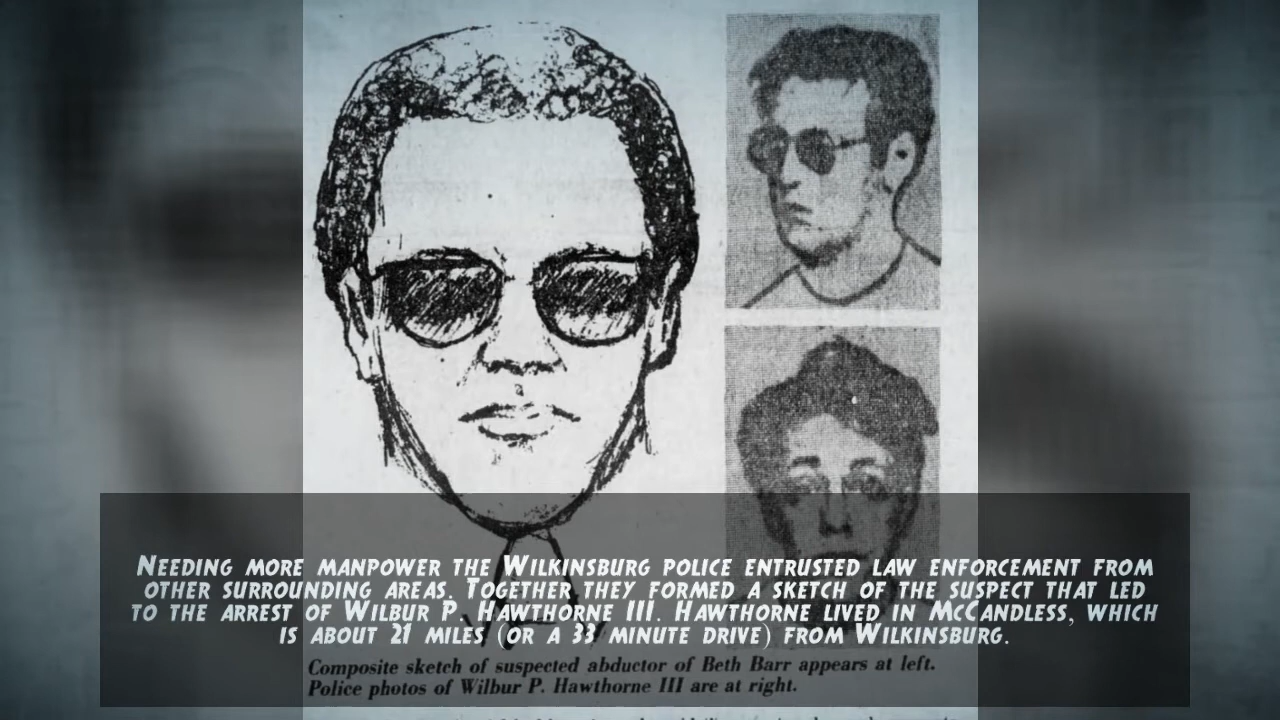 Needing more manpower the Wilkinsburg police entrusted law enforcement from
other surrounding areas. Together they formed a sketch of the suspect that led
to the arrest of Wilbur P. Hawthorne III. Hawthorne lived in McCandless, which
is about 21 miles (or a 33 minute drive) from Wilkinsburg.
Composite sketch of suspected abductor of Beth Barr appears at left.
Police photos of Wilbur P. Hawthorne III are at right.